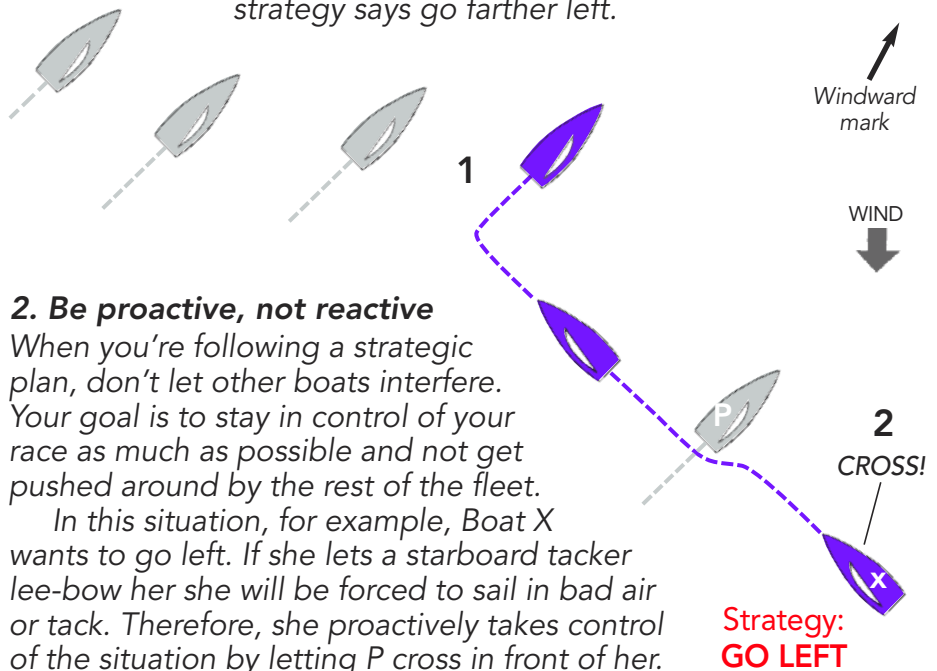 strategy says go farther left.
Windward
mark
1
WIND
2. Be proactive, not reactive
When you’re following a strategic
plan, don’t let other boats interfere.
Your goal is to stay in control of your
race as much as possible and not get
pushed around by the rest of the fleet.
In this situation, for example, Boat X
wants to go left. If she lets a starboard tacker
lee-bow her she will be forced to sail in bad air
or tack. Therefore, she proactively takes control
of the situation by letting P cross in front of her.
P
2
CROSS!
x
Strategy:
GO LEFT